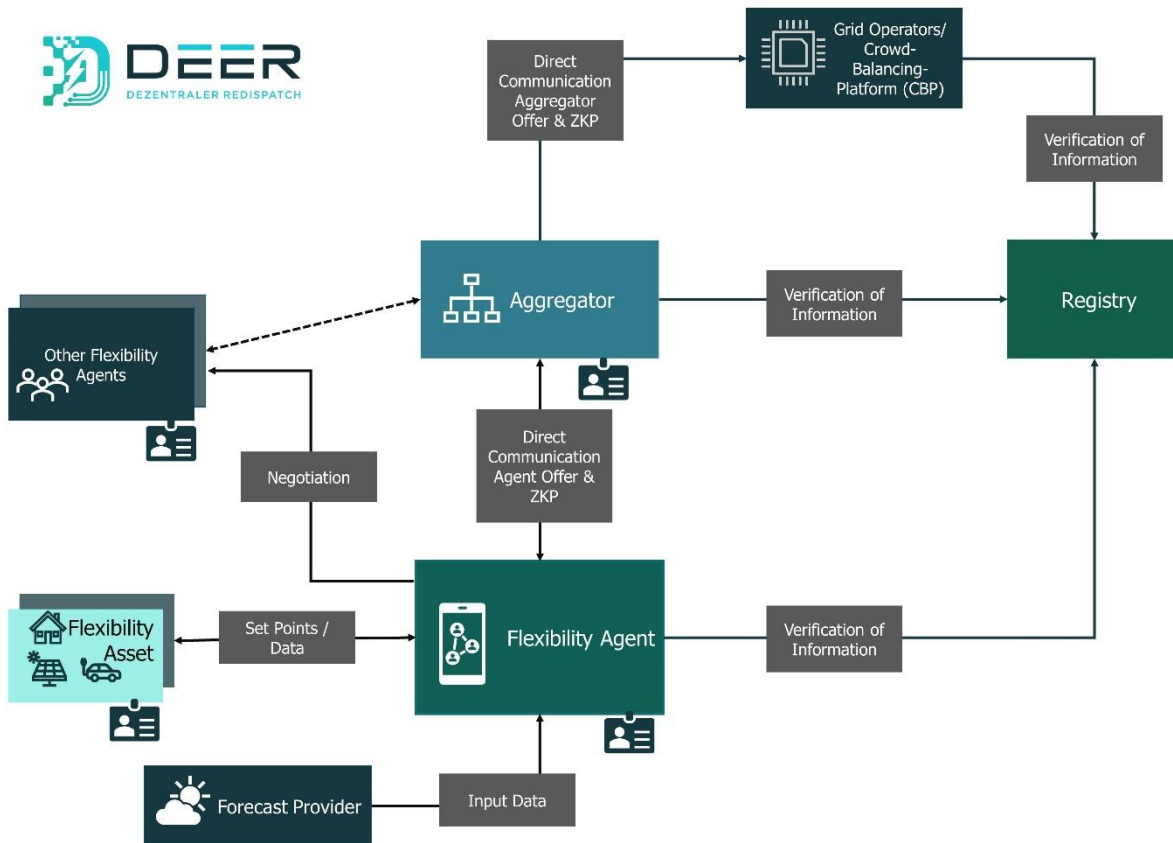 DEER
DEZENTRALER REDISPATCH
Direct
Communication
Aggregator
Offer & ZKP
Grid Operators/
Crowd-
Balancing-
Platform (CBP)
Verification of
Information
Aggregator
Verification of
Information
Registry
Other Flexibility
Agents
Negotiation
Direct
Communication
Agent Offer &
ZKP
Flexibility
Asset
Set Points /
Data
Flexibility Agent
Verification of
Information
Forecast Provider
Input Data